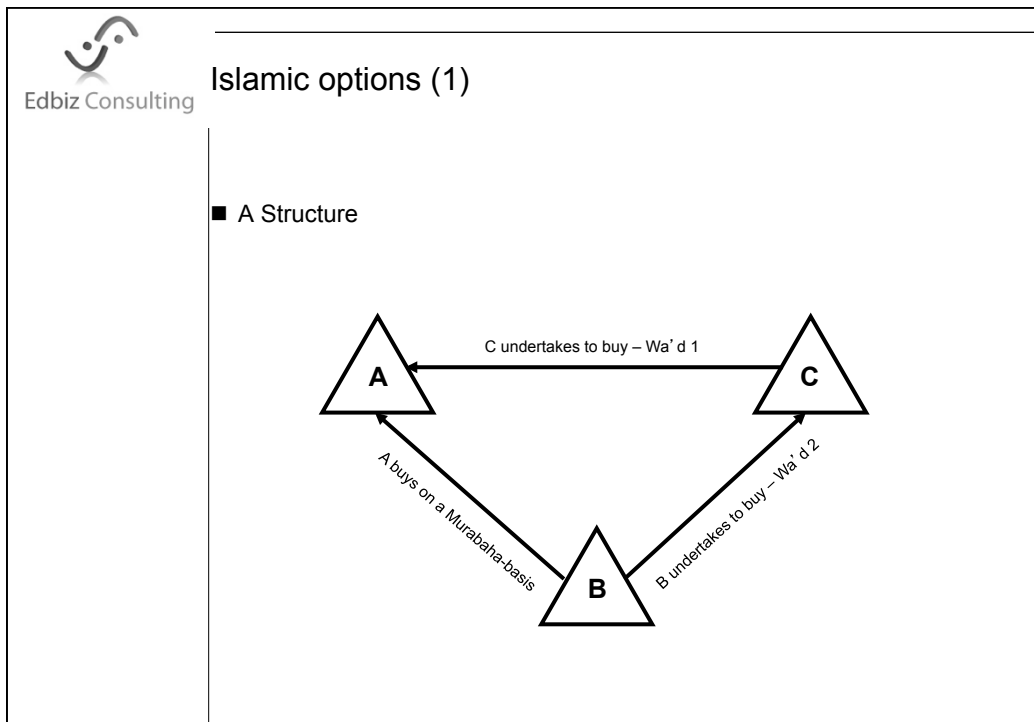 Edbiz Consulting
Islamic options (1)
■ A Structure
C undertakes to buy – Wa’ d 1
A
C
A buys on a Murabaha-basis
B undertakes to buy – Wa’ d 2
B